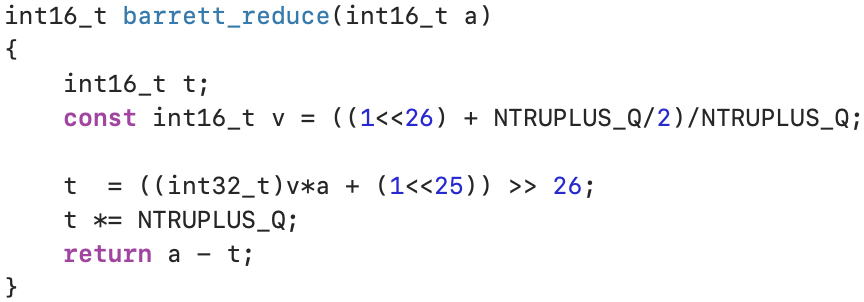 int16_t barrett_reduce(int16_t a)
{
    int16_t t;
    const int16_t v = ((1<<26) + NTRUPLUS_Q/2)/NTRUPLUS_Q;

    t  = ((int32_t)v*a + (1<<25)) >> 26;
    t *= NTRUPLUS_Q;
    return a - t;
}